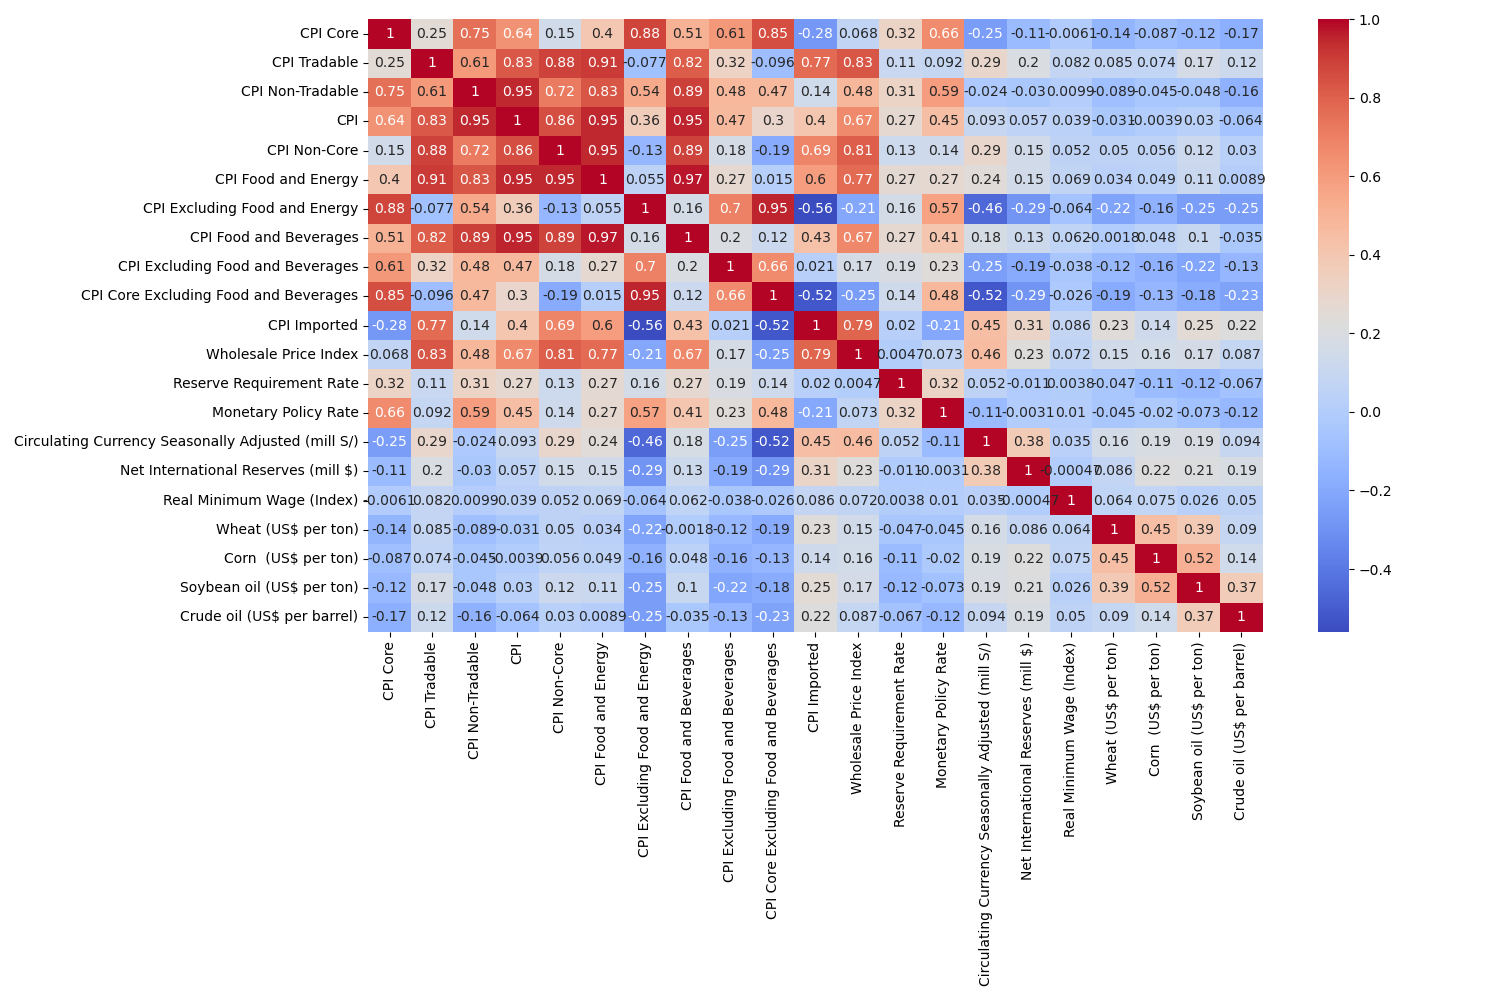 CPI Core 1 0.25 0.75 0.64 0.15 0.4 0.88 0.51 0.61 0.85 -0.28 0.068 0.32 0.66 -0.25 -0.11 -0.0061 -0.14 -0.087 -0.12 -0.17
CPI Tradable 0.25 1 0.61 0.83 0.88 0.91 -0.077 0.82 0.32 -0.096 0.77 0.83 0.11 0.092 0.29 0.2 0.082 0.085 0.074 0.17 0.12
CPI Non-Tradable 0.75 0.61 1 0.95 0.72 0.83 0.54 0.89 0.48 0.47 0.14 0.48 0.31 0.59 -0.024 -0.03 0.0099 -0.089 -0.045 -0.048 -0.16
CPI 0.64 0.83 0.95 1 0.86 0.95 0.36 0.95 0.47 0.3 0.4 0.67 0.27 0.45 0.093 0.057 0.039 -0.031 -0.0039 0.03 -0.064
CPI Non-Core 0.15 0.88 0.72 0.86 1 0.95 -0.13 0.89 0.18 -0.19 0.69 0.81 0.13 0.14 0.29 0.15 0.052 0.05 0.056 0.12 0.03
CPI Food and Energy 0.4 0.91 0.83 0.95 0.95 1 0.055 0.97 0.27 0.015 0.6 0.77 0.27 0.27 0.24 0.15 0.069 0.034 0.049 0.11 0.0089
CPI Excluding Food and Energy 0.88 -0.077 0.54 0.36 -0.13 0.055 1 0.16 0.7 0.95 -0.56 -0.21 0.16 0.57 -0.46 -0.29 -0.064 -0.22 -0.16 -0.25 -0.25
CPI Food and Beverages 0.51 0.82 0.89 0.95 0.89 0.97 0.16 1 0.2 0.12 0.43 0.67 0.27 0.41 0.18 0.13 0.062 -0.0018 0.048 0.1 -0.035
CPI Excluding Food and Beverages 0.61 0.32 0.48 0.47 0.18 0.27 0.7 0.2 1 0.66 0.021 0.17 0.19 0.23 -0.25 -0.19 -0.038 -0.12 -0.16 -0.22 -0.13
CPI Core Excluding Food and Beverages 0.85 -0.096 0.47 0.3 -0.19 0.015 0.95 0.12 0.66 1 -0.52 -0.25 0.14 0.48 -0.52 -0.29 -0.026 -0.19 -0.13 -0.18 -0.23
CPI Imported -0.28 0.77 0.14 0.4 0.69 0.6 -0.56 0.43 0.021 -0.52 1 0.79 0.02 -0.21 0.45 0.31 0.086 0.23 0.14 0.25 0.22
Wholesale Price Index 0.068 0.83 0.48 0.67 0.81 0.77 -0.21 0.67 0.17 -0.25 0.79 1 0.0047 0.073 0.46 0.23 0.072 0.15 0.16 0.17 0.087
Reserve Requirement Rate 0.32 0.11 0.31 0.27 0.13 0.27 0.16 0.27 0.19 0.14 0.02 0.0047 1 0.32 0.052 -0.011 0.0038 -0.047 -0.11 -0.12 -0.067
Monetary Policy Rate 0.66 0.092 0.59 0.45 0.14 0.27 0.57 0.41 0.23 0.48 -0.21 0.073 0.32 1 -0.11 -0.0031 0.01 -0.045 -0.02 -0.073 -0.12
Circulating Currency Seasonally Adjusted (mill S/) -0.25 0.29 -0.024 0.093 0.29 0.24 -0.46 0.18 -0.25 -0.52 0.45 0.46 0.052 -0.11 1 0.38 0.035 0.16 0.19 0.19 0.094
Net International Reserves (mill $) -0.11 0.2 -0.03 0.057 0.15 0.15 -0.29 0.13 -0.19 -0.29 0.31 0.23 -0.011 -0.0031 0.38 1 -0.00047 0.086 0.22 0.21 0.19
Real Minimum Wage (Index) -0.0061 0.082 0.0099 0.039 0.052 0.069 -0.064 0.062 -0.038 -0.026 0.086 0.072 0.0038 0.01 0.035 -0.00047 1 0.064 0.075 0.026 0.05
Wheat (US$ per ton) -0.14 0.085 -0.089 -0.031 0.05 0.034 -0.22 -0.0018 -0.12 -0.19 0.23 0.15 -0.047 -0.045 0.16 0.086 0.064 1 0.45 0.39 0.09
Corn (US$ per ton) -0.087 0.074 -0.045 -0.0039 0.056 0.049 -0.16 0.048 -0.16 -0.13 0.14 0.16 -0.11 -0.02 0.19 0.22 0.075 0.45 1 0.52 0.14
Soybean oil (US$ per ton) -0.12 0.17 -0.048 0.03 0.12 0.11 -0.25 0.1 -0.22 -0.18 0.25 0.17 -0.12 -0.073 0.19 0.21 0.026 0.39 0.52 1 0.37
Crude oil (US$ per barrel) -0.17 0.12 -0.16 -0.064 0.03 0.0089 -0.25 -0.035 -0.13 -0.23 0.22 0.087 -0.067 -0.12 0.094 0.19 0.05 0.09 0.14 0.37 1
CPI Core
CPI Tradable
CPI Non-Tradable
CPI
CPI Non-Core
CPI Food and Energy
CPI Excluding Food and Energy
CPI Food and Beverages
CPI Excluding Food and Beverages
CPI Core Excluding Food and Beverages
CPI Imported
Wholesale Price Index
Reserve Requirement Rate
Monetary Policy Rate
Circulating Currency Seasonally Adjusted (mill S/)
Net International Reserves (mill $)
Real Minimum Wage (Index)
Wheat (US$ per ton)
Corn (US$ per ton)
Soybean oil (US$ per ton)
Crude oil (US$ per barrel)
1.0
0.8
0.6
0.4
0.2
0.0
−0.2
−0.4